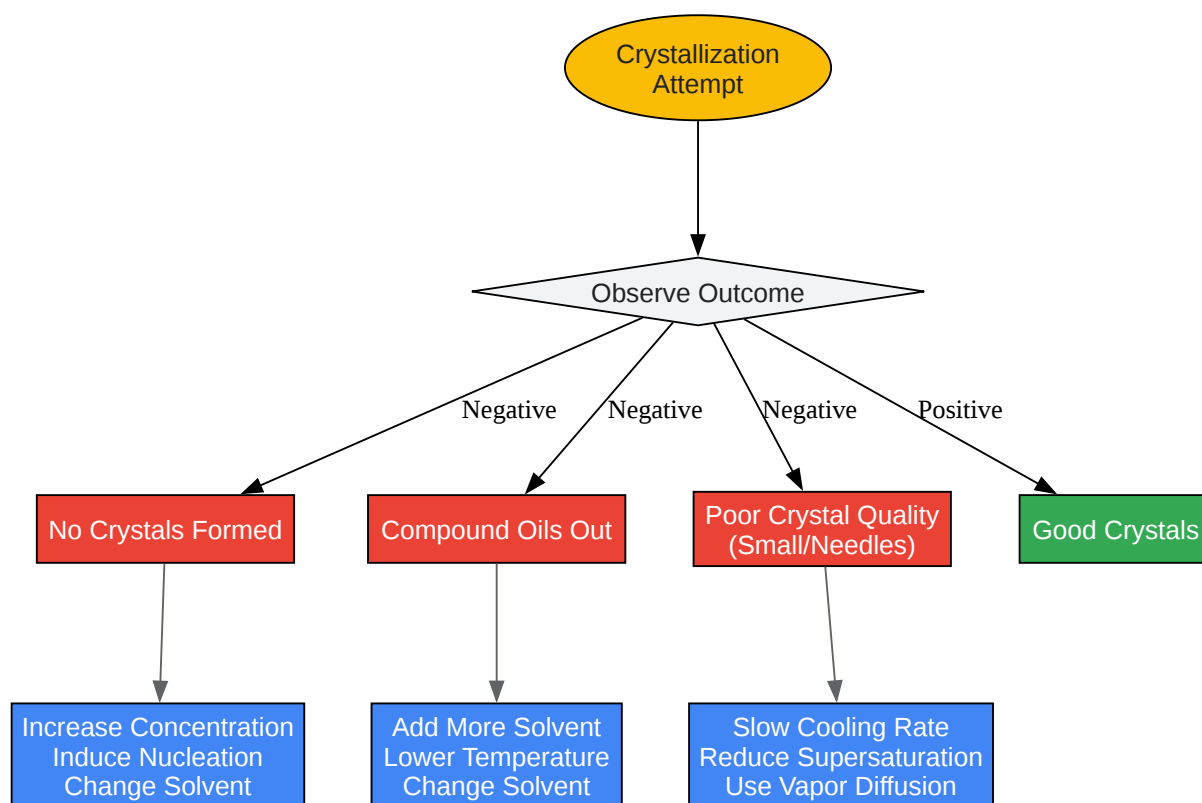 Crystallization
Attempt
Observe Outcome
Negative
Negative
Negative
Positive
No Crystals Formed
Compound Oils Out
Poor Crystal Quality
(Small/Needles)
Good Crystals
Increase Concentration
Induce Nucleation
Change Solvent
Add More Solvent
Lower Temperature
Change Solvent
Slow Cooling Rate
Reduce Supersaturation
Use Vapor Diffusion